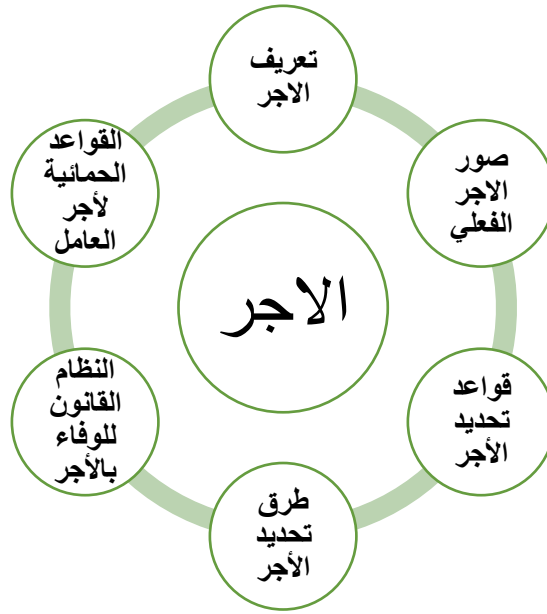 تعريف
الاجر
صور
الاجر
الفعلي
قواعد
تحديد
الأجر
طرق
تحديد
الأجر
النظام
القانون
للوفاء
بالأجر
القواعد
الحمائية
لأجر
العامل
الاجر